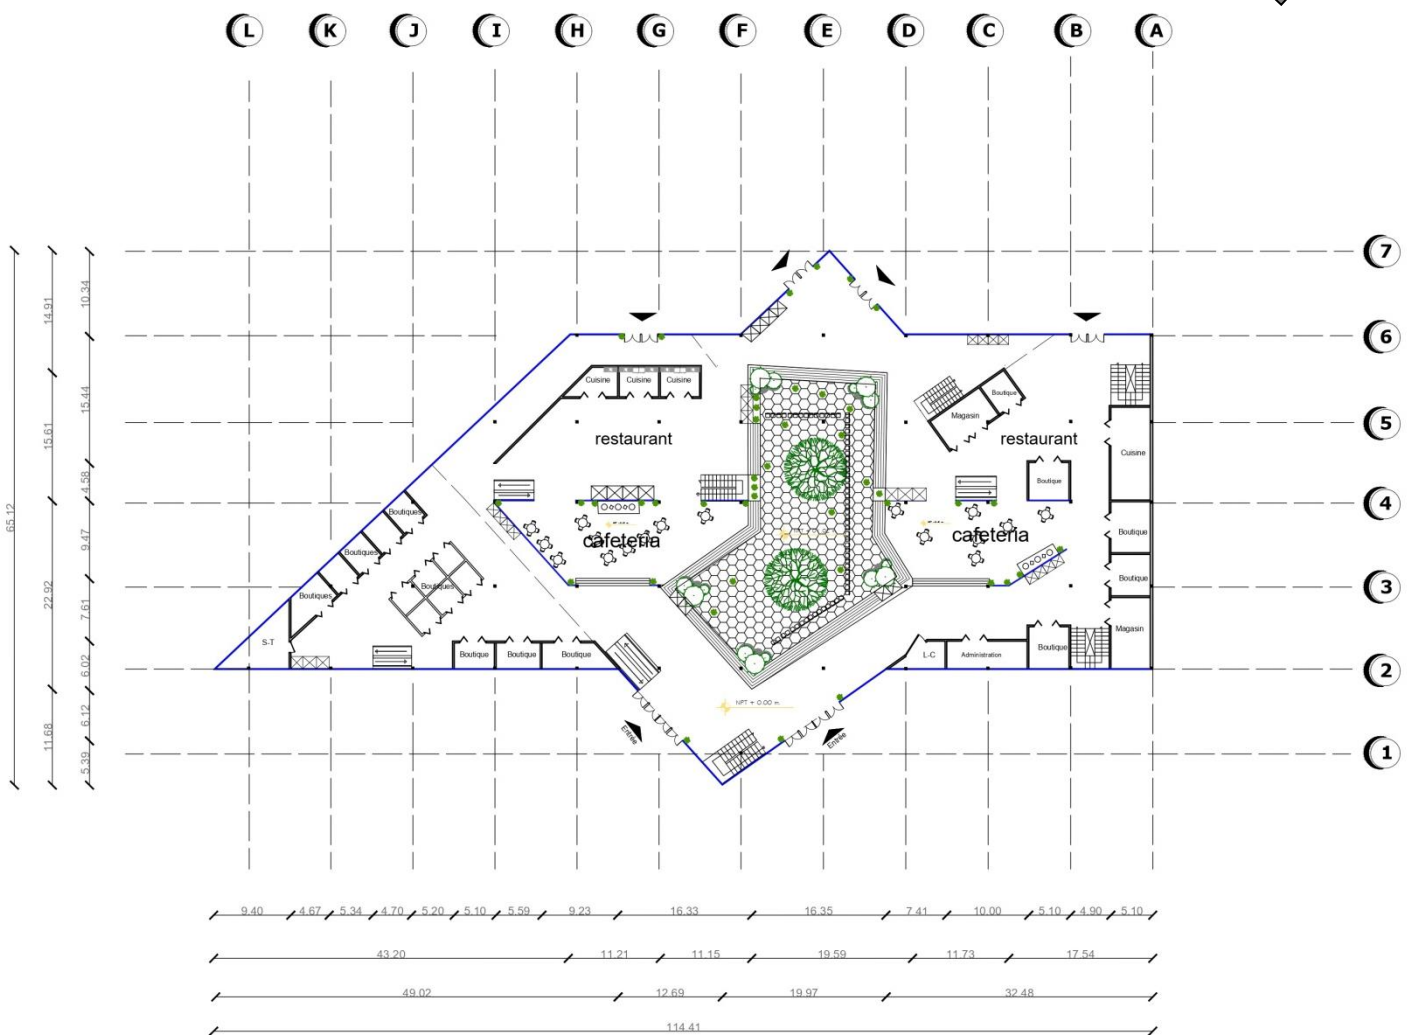 L K J I H G F E D C B A
7
6
5
4
3
2
1
65.12
14.91
15.61
22.92
11.68
10.34
15.44
4.58
9.47
7.61
6.02
6.12
5.39
Cuisine Cuisine Cuisine
restaurant
Boutique
Magasin
restaurant
Cuisine
Boutique
Boutiques
cafeteria
cafeteria
Boutiques
Boutique
Boutiques
Boutique
Boutiques
Magasin
S-T
Boutique Boutique Boutique
L-C Administration Boutique
NPT + 0.00 m
Entrée
Entrée
9.40 4.67 5.34 4.70 5.20 5.10 5.59 9.23 16.33 16.35 7.41 10.00 5.10 4.90 5.10
43.20 11.21 11.15 19.59 11.73 17.54
49.02 12.69 19.97 32.48
114.41